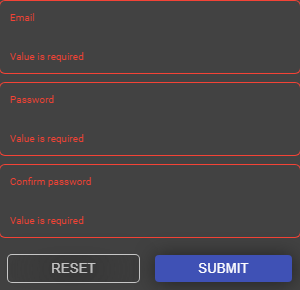 Email
Value is required
Password
Value is required
Confirm password
Value is required
RESET SUBMIT